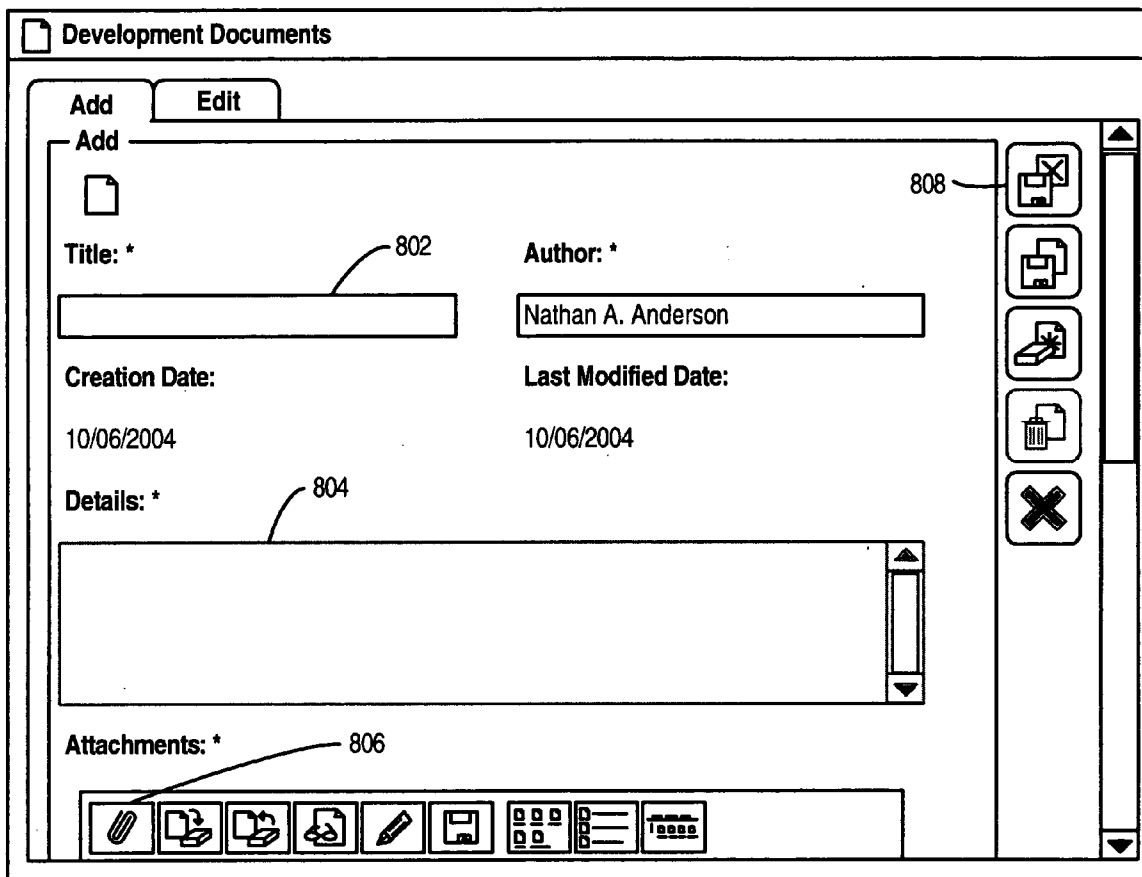 Development Documents
Add Edit
Add
808
Title: * 802 Author: *
Nathan A. Anderson
Creation Date: Last Modified Date:
10/06/2004 10/06/2004
Details: * 804
Attachments: * 806